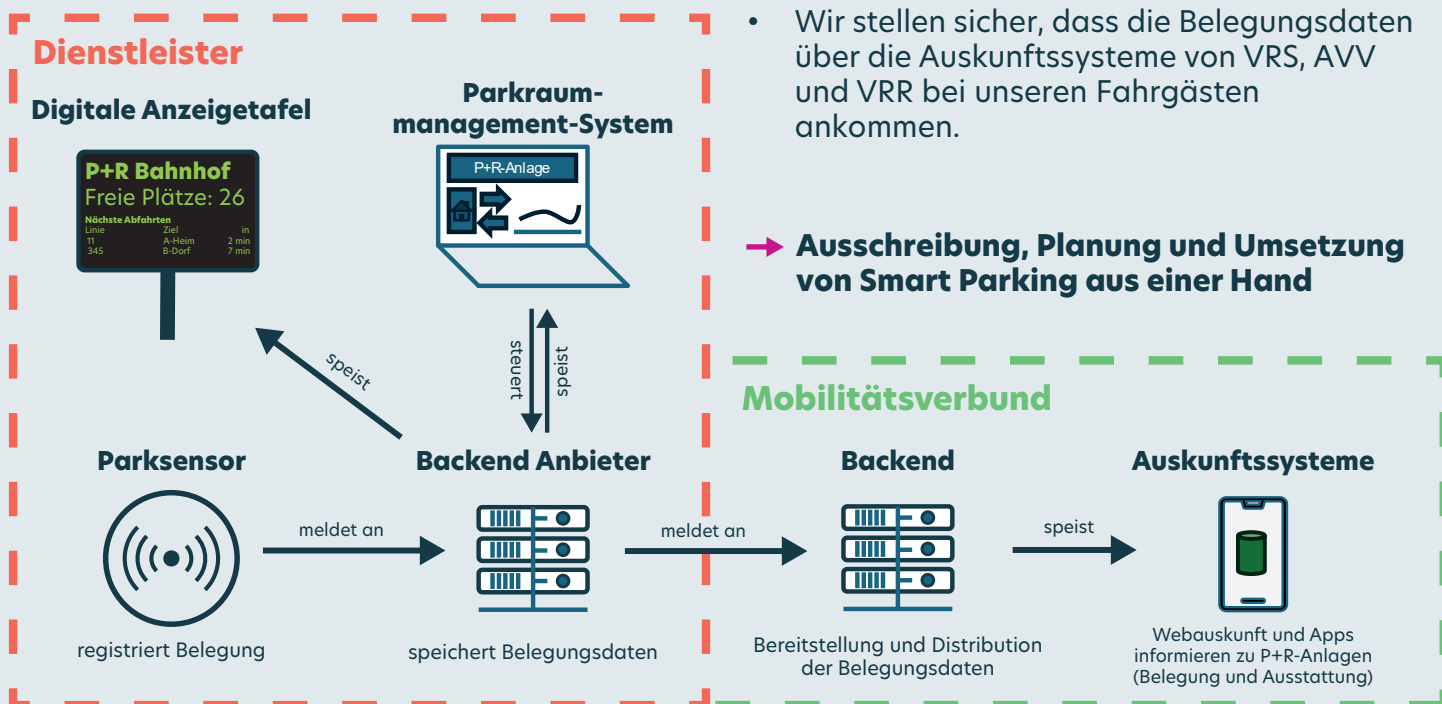 Dienstleister
Digitale Anzeigetafel
P+R Bahnhof
Freie Plätze: 26
Nächste Abfahrten
Linie Ziel in
11 A-Heim 2 min
345 B-Dorf 7 min
Parkraum-
management-System
P+R-Anlage
speist
steuert
speist
Parksensor
registriert Belegung
meldet an
Backend Anbieter
speichert Belegungsdaten
meldet an
• Wir stellen sicher, dass die Belegungsdaten
über die Auskunftssysteme von VRS, AVV
und VRR bei unseren Fahrgästen
ankommen.
Ausschreibung, Planung und Umsetzung
von Smart Parking aus einer Hand
Mobilitätsverbund
Backend
Bereitstellung und Distribution
der Belegungsdaten
speist
Auskunftssysteme
Webauskunft und Apps
informieren zu P+R-Anlagen
(Belegung und Ausstattung)